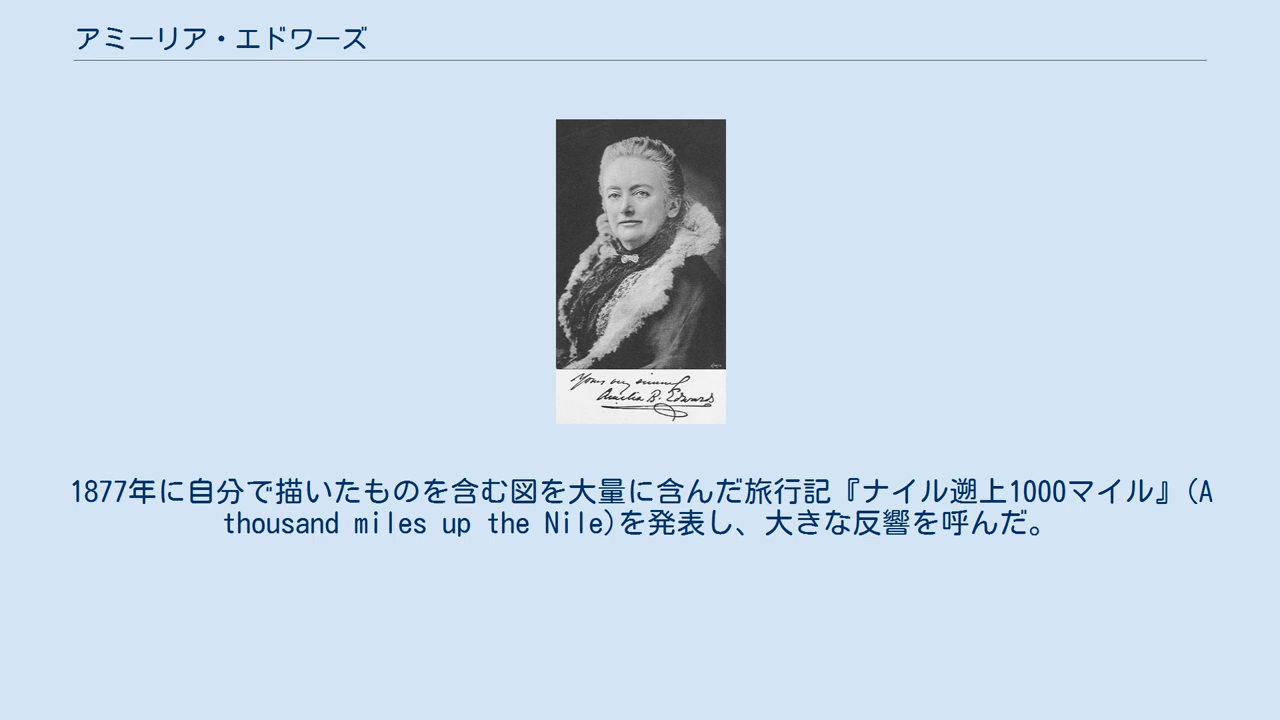 アミーリア・エドワーズ
Amelia B. Edwards
1877年に自分で描いたものを含む図を大量に含んだ旅行記『ナイル遡上1000マイル』(A
thousand miles up the Nile)を発表し、大きな反響を呼んだ。